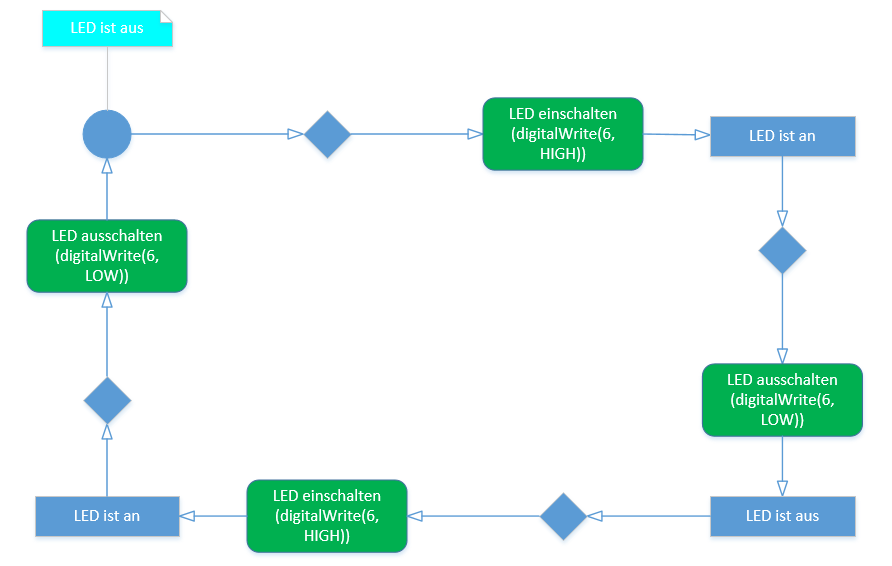 LED ist aus
LED einschalten
(digitalWrite(6,
HIGH))
LED ist an
LED ausschalten
(digitalWrite(6,
LOW))
LED ausschalten
(digitalWrite(6,
LOW))
LED ist an
LED einschalten
(digitalWrite(6,
HIGH))
LED ist aus